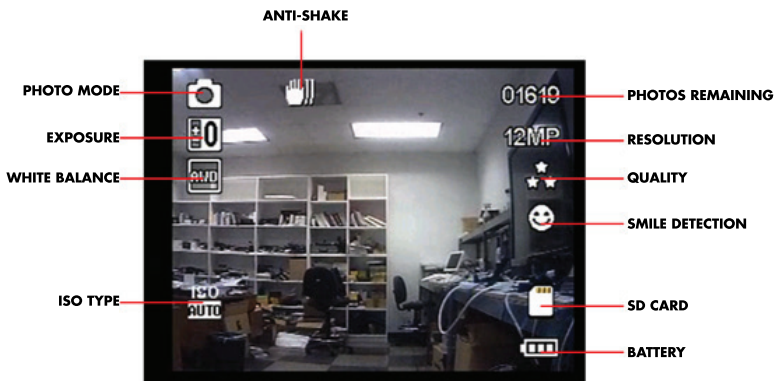 ANTI-SHAKE
PHOTO MODE
01619
PHOTOS REMAINING
EXPOSURE
0
12MP
RESOLUTION
WHITE BALANCE
AWB
QUALITY
SMILE DETECTION
ISO TYPE
ISO
AUTO
SD CARD
BATTERY